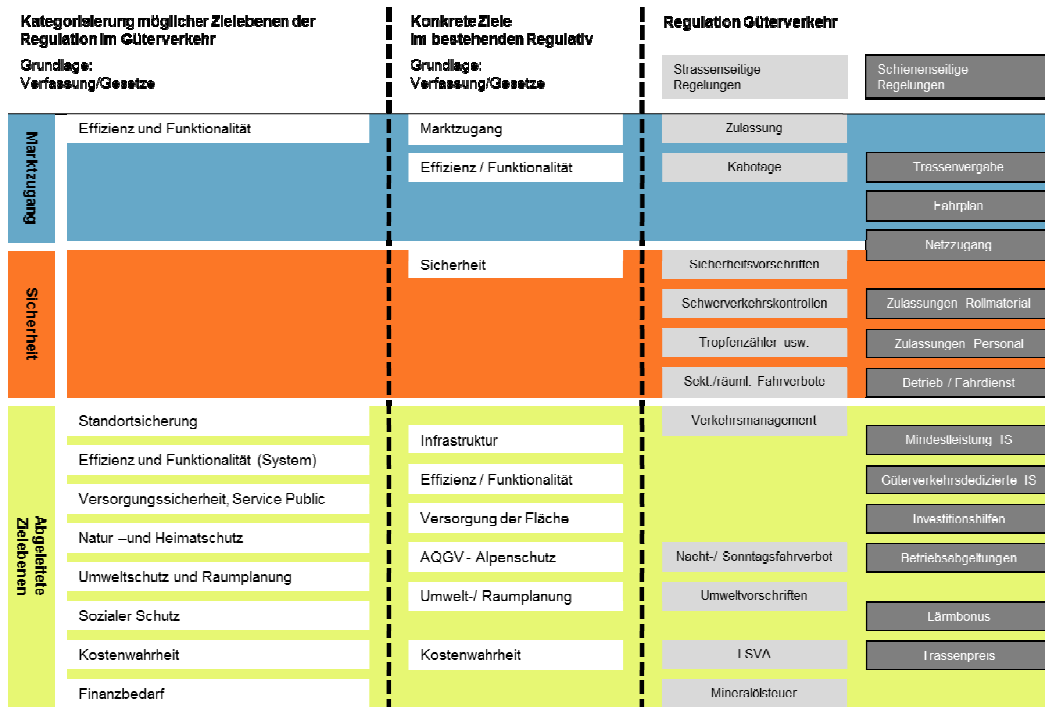 Kategorisierung möglicher Zielebenen der
Regulation im Güterverkehr
Grundlage:
Verfassung/Gesetze
Konkrete Ziele
im bestehenden Regulativ
Grundlage:
Verfassung/Gesetze
Regulation Güterverkehr
Strassenseitige
Regelungen
Schienenseitige
Regelungen
Marktzugang
Effizienz und Funktionalität
Marktzugang
Effizienz / Funktionalität
Zulassung
Kabotage
Trassenvergabe
Fahrplan
Netzzugang
Sicherheit
Sicherheit
Sicherheitsvorschriften
Schwerverkehrskontrollen
Tropfenzähler usw.
Sekt./räuml. Fahrverbote
Zulassungen Rollmaterial
Zulassungen Personal
Betrieb / Fahrdienst
Abgeleitete
Zielebenen
Standortsicherung
Effizienz und Funktionalität (System)
Versorgungssicherheit, Service Public
Natur –und Heimatschutz
Umweltschutz und Raumplanung
Sozialer Schutz
Kostenwahrheit
Finanzbedarf
Infrastruktur
Effizienz / Funktionalität
Versorgung der Fläche
AQGV - Alpenschutz
Umwelt-/ Raumplanung
Kostenwahrheit
Verkehrsmanagement
Nacht-/ Sonntagsfahrverbot
Umweltvorschriften
LSVA
Mineralölsteuer
Mindestleistung IS
Güterverkehrsdedizierte IS
Investitionshilfen
Betriebsabgeltungen
Lärmbonus
Trassenpreis